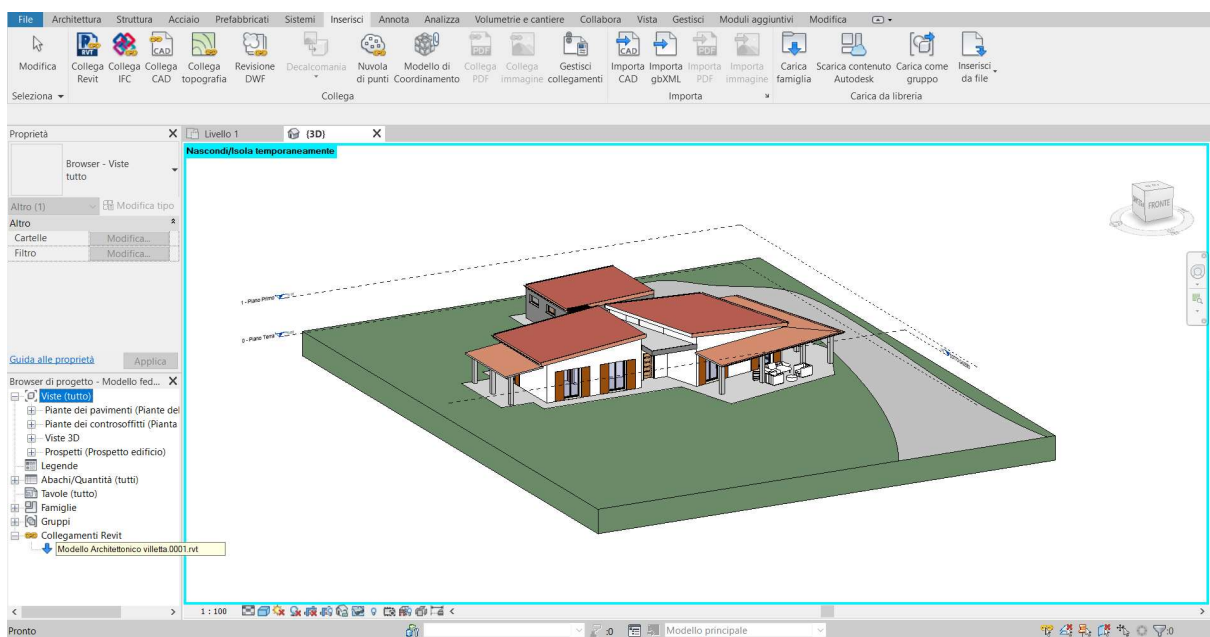 File Architettura Struttura Acciaio Prefabbricati Sistemi Inserisci Annota Analizza Volumetrie e cantiere Collabora Vista Gestisci Moduli aggiuntivi Modifica
Modifica Collega Revit Collega IFC Collega CAD Collega topografia Revisione DWF Decalcomania Nuvola di punti Modello di Coordinamento Collega PDF Collega immagine Gestisci collegamenti Importa CAD Importa gbXML Importa PDF Importa immagine Carica famiglia Scarica contenuto Autodesk Carica come gruppo Inserisci da file
Seleziona Collega Importa Carica da libreria
Proprietà
Livello 1 {3D}
Nascondi/Isola temporaneamente
Browser - Viste
tutto
Altro (1) Modifica tipo
Altro
Cartelle Modifica...
Filtro Modifica...
FRONTE
1 - Piano Primo
0 - Piano Terra
Guida alle proprietà Applica
Browser di progetto - Modello fed...
Viste (tutto)
Piante dei pavimenti (Piante del
Piante dei controsoffitti (Pianta
Viste 3D
Prospetti (Prospetto edificio)
Legende
Abachi/Quantità (tutti)
Tavole (tutto)
Famiglie
Gruppi
Collegamenti Revit
Modello Architettonico villetta.0001.rvt
1 : 100
Pronto :0 Modello principale :0